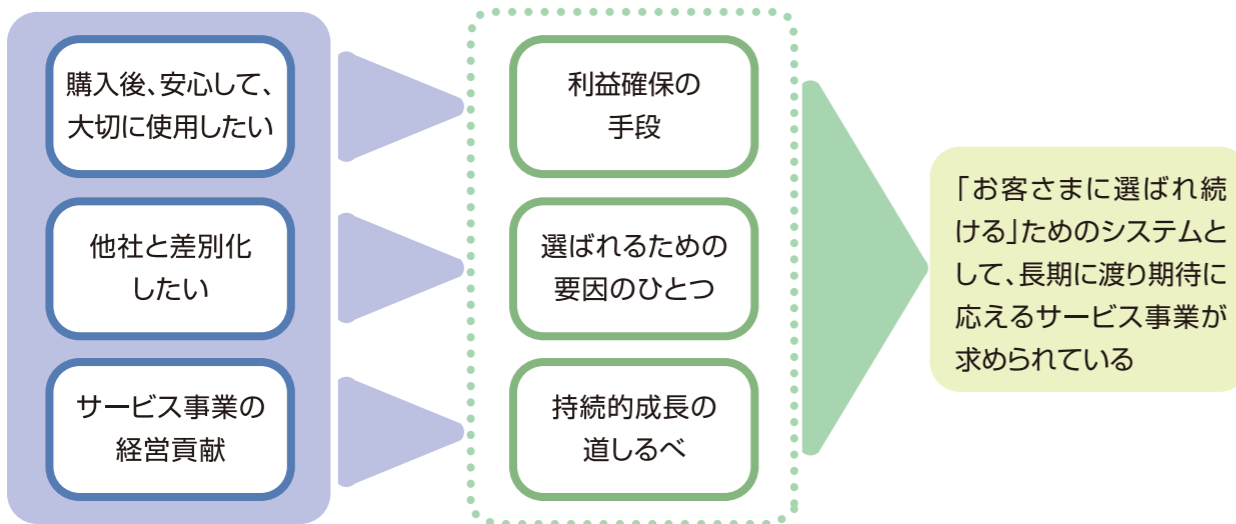 購入後、安心して、
大切に使用したい
他社と差別化
したい
サービス事業の
経営貢献
利益確保の
手段
選ばれるための
要因のひとつ
持続的成長の
道しるべ
「お客さまに選ばれ続
ける」ためのシステムと
して、長期に渡り期待に
応えるサービス事業が
求められている